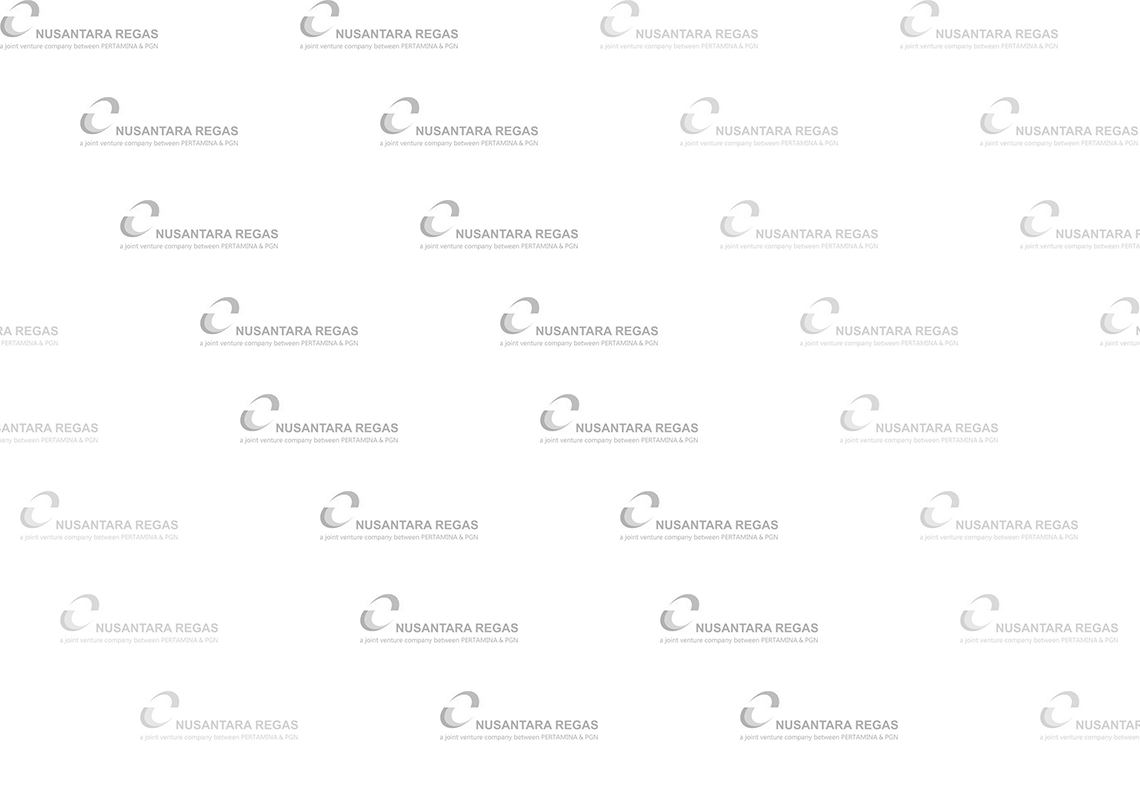 NUSANTARA REGAS NUSANTARA REGAS NUSANTARA REGAS NUSANTARA REGAS
a joint venture company between PERTAMINA & PGN a joint venture company between PERTAMINA & PGN a joint venture company between PERTAMINA & PGN a joint venture company between PERTAMINA & PGN
NUSANTARA REGAS NUSANTARA REGAS NUSANTARA REGAS NUSANTARA REGAS
a joint venture company between PERTAMINA & PGN a joint venture company between PERTAMINA & PGN a joint venture company between PERTAMINA & PGN a joint venture company between PERTAMINA & PGN
NUSANTARA REGAS NUSANTARA REGAS NUSANTARA REGAS NUSANTARA
a joint venture company between PERTAMINA & PGN a joint venture company between PERTAMINA & PGN a joint venture company between PERTAMINA & PGN a joint venture company between
REGAS NUSANTARA REGAS NUSANTARA REGAS NUSANTARA REGAS
PERTAMINA & PGN a joint venture company between PERTAMINA & PGN a joint venture company between PERTAMINA & PGN a joint venture company between PERTAMINA & PGN a joint
SANTARA REGAS NUSANTARA REGAS NUSANTARA REGAS NUSANTARA REGAS
between PERTAMINA & PGN a joint venture company between PERTAMINA & PGN a joint venture company between PERTAMINA & PGN a joint venture company between PERTAMINA & PGN
NUSANTARA REGAS NUSANTARA REGAS NUSANTARA REGAS NUSANTARA REGAS
a joint venture company between PERTAMINA & PGN a joint venture company between PERTAMINA & PGN a joint venture company between PERTAMINA & PGN a joint venture company between PERTAMINA & PGN
NUSANTARA REGAS NUSANTARA REGAS NUSANTARA REGAS NUSANTARA REGAS
a joint venture company between PERTAMINA & PGN a joint venture company between PERTAMINA & PGN a joint venture company between PERTAMINA & PGN a joint venture company between PERTAMINA & PGN
NUSANTARA REGAS NUSANTARA REGAS NUSANTARA REGAS NUSANTAR
a joint venture company between PERTAMINA & PGN a joint venture company between PERTAMINA & PGN a joint venture company between PERTAMINA & PGN a joint venture company between